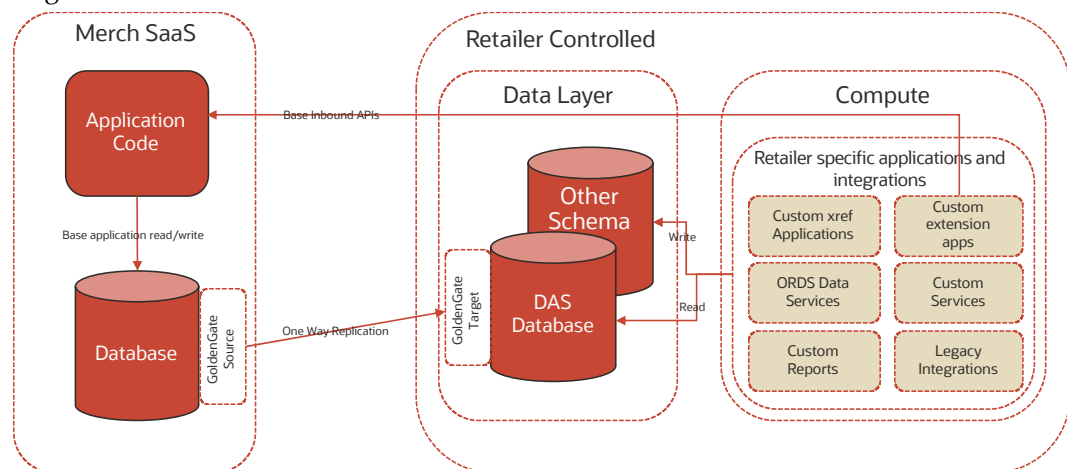 Merch SaaS
Retailer Controlled
Application
Code
Base Inbound APIs
Data Layer
Compute
Retailer specific applications and
integrations
Base application read/write
Other
Schema
Write
Custom xref
Applications
Custom
extension
apps
Database
GoldenGate
Source
One Way Replication
GoldenGate
Target
DAS
Database
Read
ORDS Data
Services
Custom
Services
Custom
Reports
Legacy
Integrations